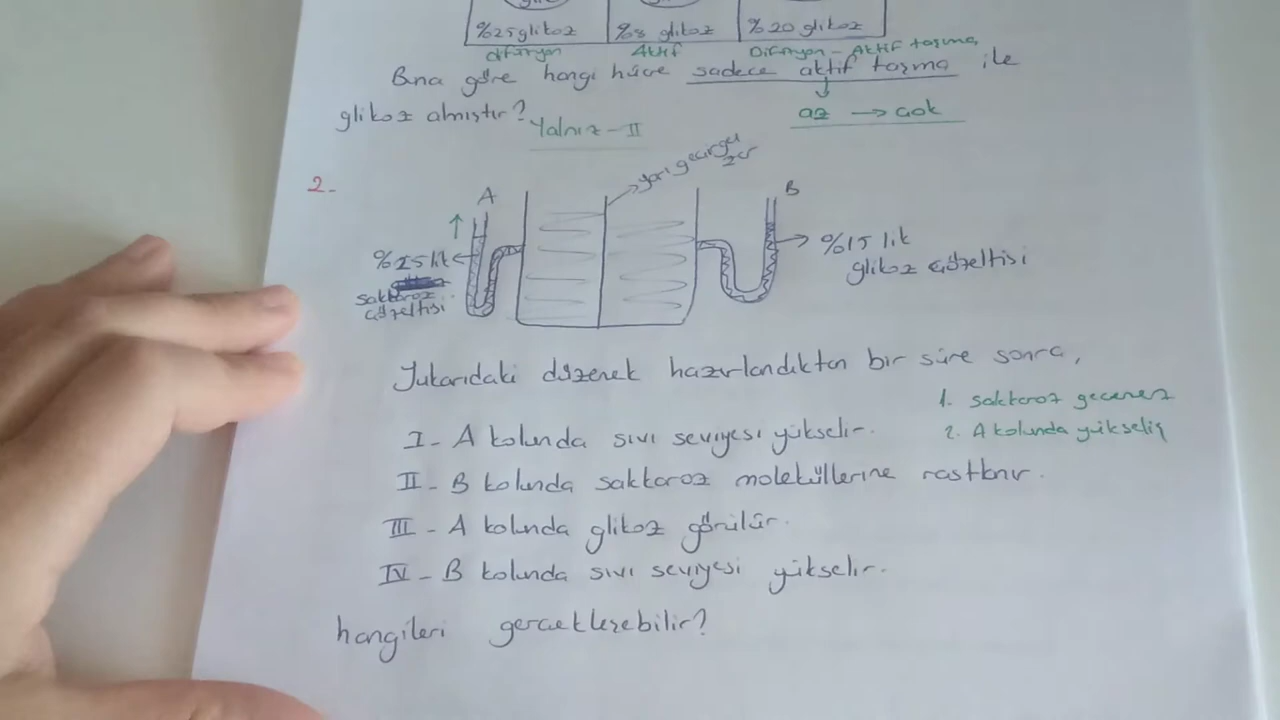 %25 glikoz %8 glikoz %20 glikoz
difüzyon Aktif Difüzyon - Aktif taşıma
Buna göre hangi hücre sadece aktif taşıma ile
glikoz almıştır? Yalnız - II az → çok
2- A yarı geçirgen zar B
%25 lik
sakkaroz
çözeltisi
%15 lik
glikoz çözeltisi
Yukarıdaki düzenek hazırlandıktan bir süre sonra,
1. sakkaroz geçemez
2. A kolunda yükseliş
I - A kolunda sıvı seviyesi yükselir.
II - B kolunda sakkaroz moleküllerine rastlanır.
III - A kolunda glikoz görülür.
IV - B kolunda sıvı seviyesi yükselir.
hangileri gerçekleşebilir?